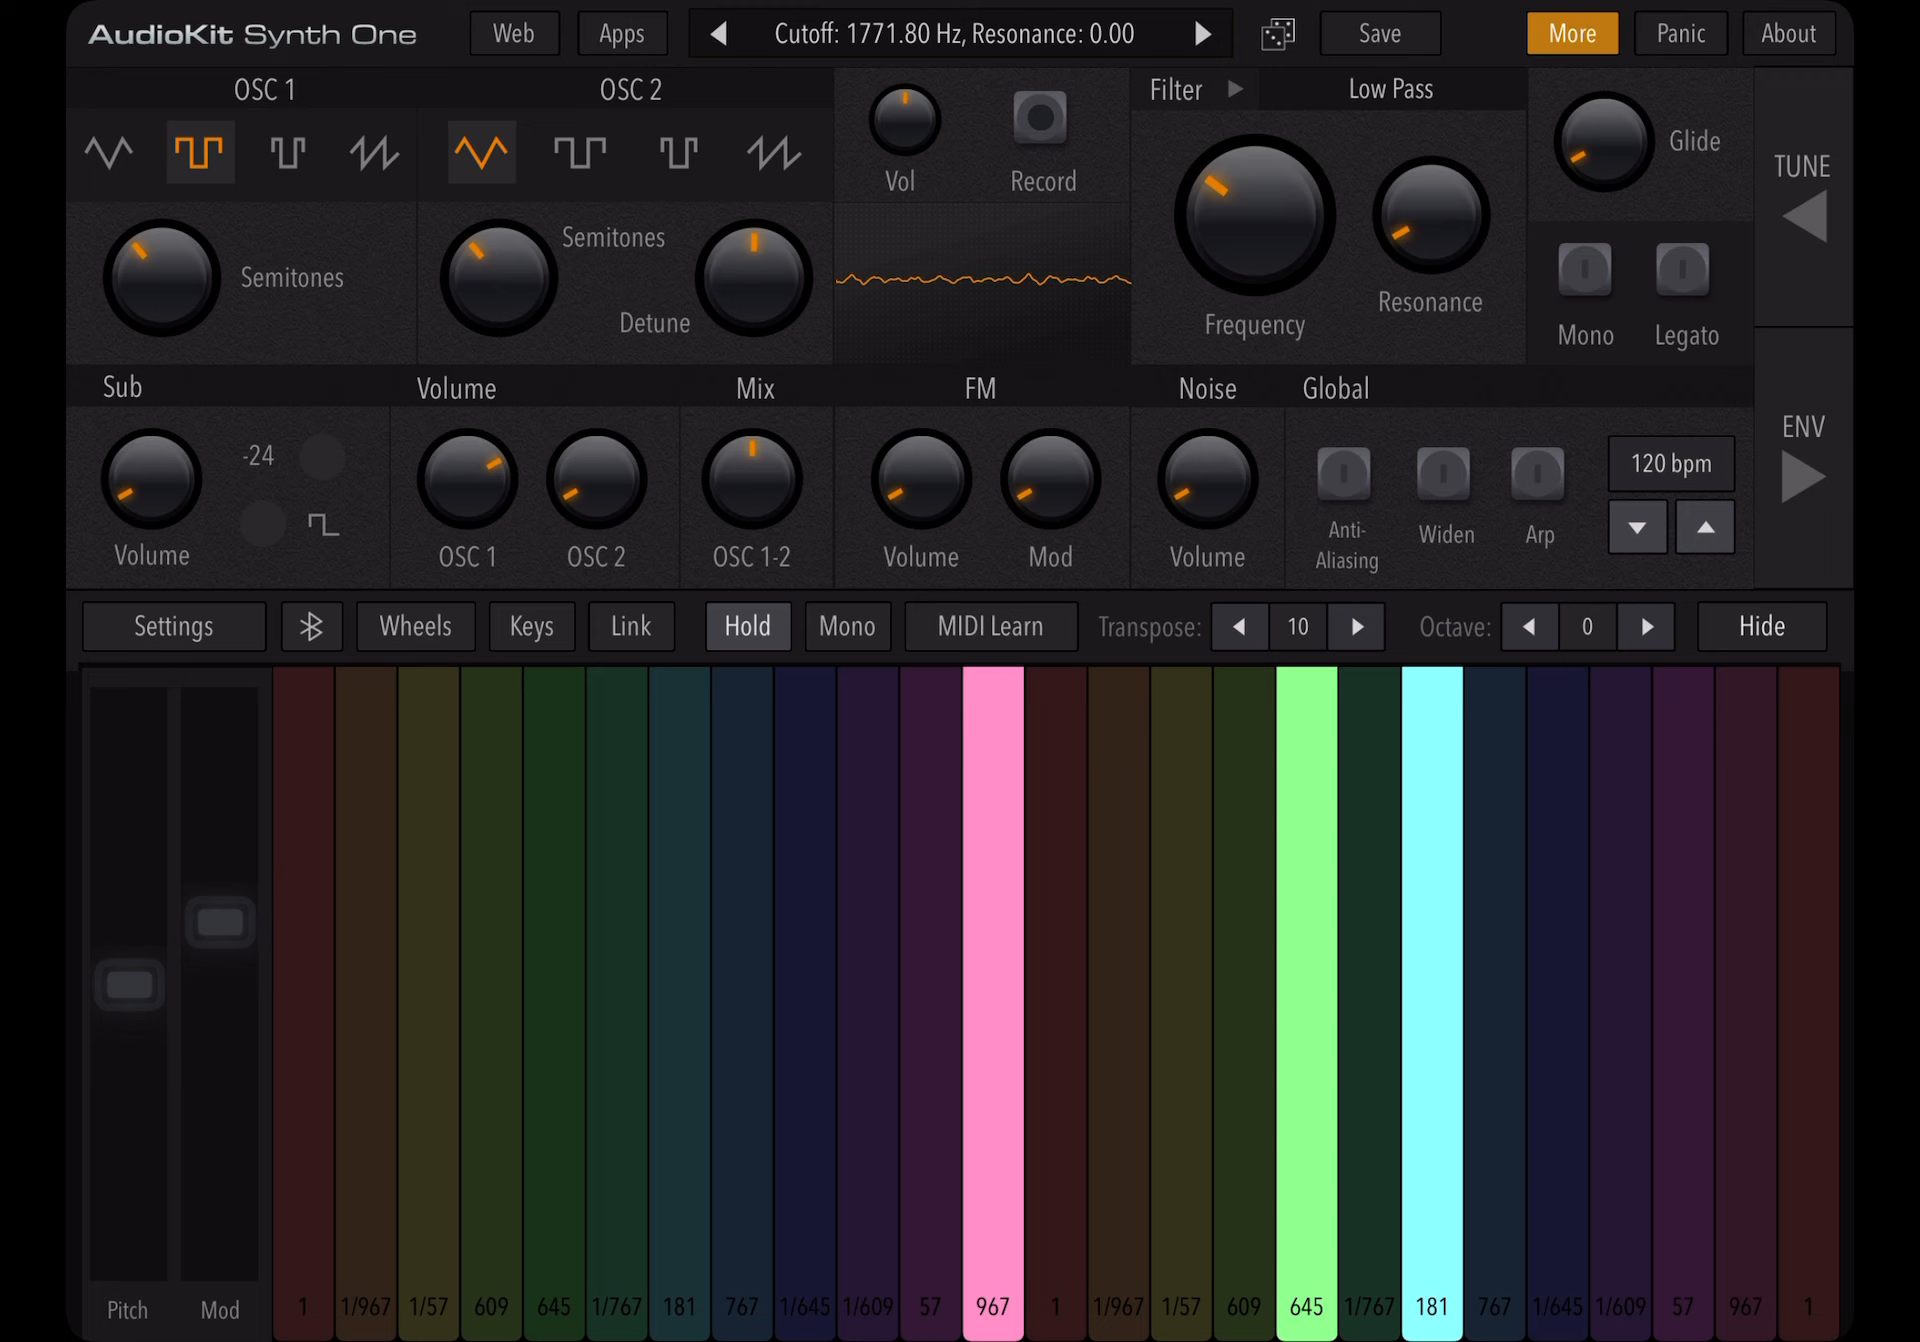 AudioKit Synth One
Web
Apps
Cutoff: 1771.80 Hz, Resonance: 0.00
Save
More
Panic
About
OSC 1
OSC 2
Filter
Low Pass
Vol
Record
Glide
TUNE
Semitones
Semitones
Detune
Frequency
Resonance
Mono
Legato
Sub
Volume
Mix
FM
Noise
Global
ENV
-24
120 bpm
Volume
OSC 1
OSC 2
OSC 1-2
Volume
Mod
Volume
Anti-
Aliasing
Widen
Arp
Settings
Wheels
Keys
Link
Hold
Mono
MIDI Learn
Transpose:
10
Octave:
0
Hide
Pitch
Mod
1
1/967
1/57
609
645
1/767
181
767
1/645
1/609
57
967
1
1/967
1/57
609
645
1/767
181
767
1/645
1/609
57
967
1